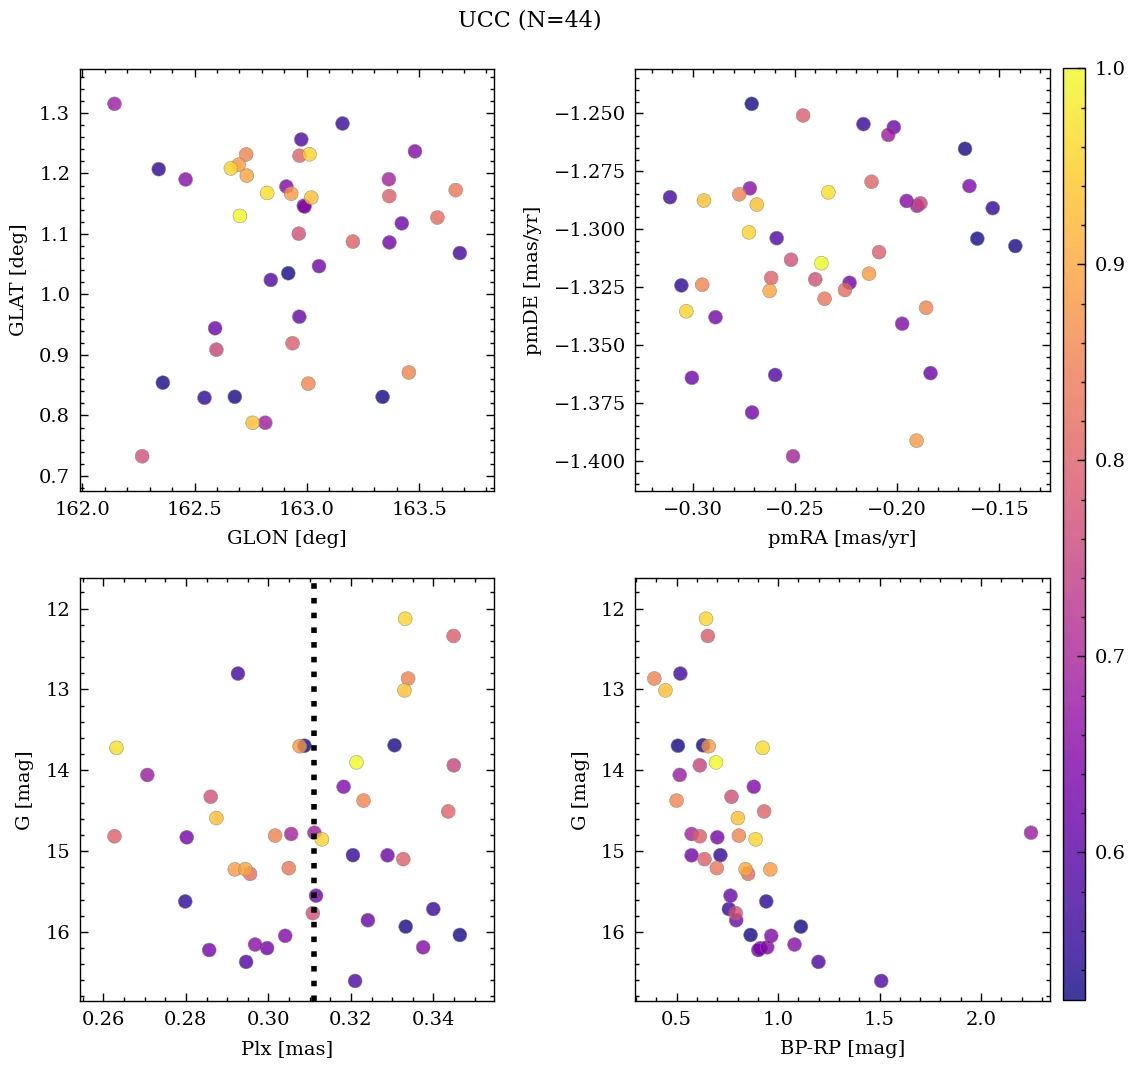 UCC (N=44)
1.3
1.2
1.1
1.0
0.9
0.8
0.7
GLAT [deg]
162.0 162.5 163.0 163.5
GLON [deg]
−1.250
−1.275
−1.300
−1.325
−1.350
−1.375
−1.400
pmDE [mas/yr]
−0.30 −0.25 −0.20 −0.15
pmRA [mas/yr]
12
13
14
15
16
G [mag]
0.26 0.28 0.30 0.32 0.34
Plx [mas]
12
13
14
15
16
G [mag]
0.5 1.0 1.5 2.0
BP-RP [mag]
1.0
0.9
0.8
0.7
0.6